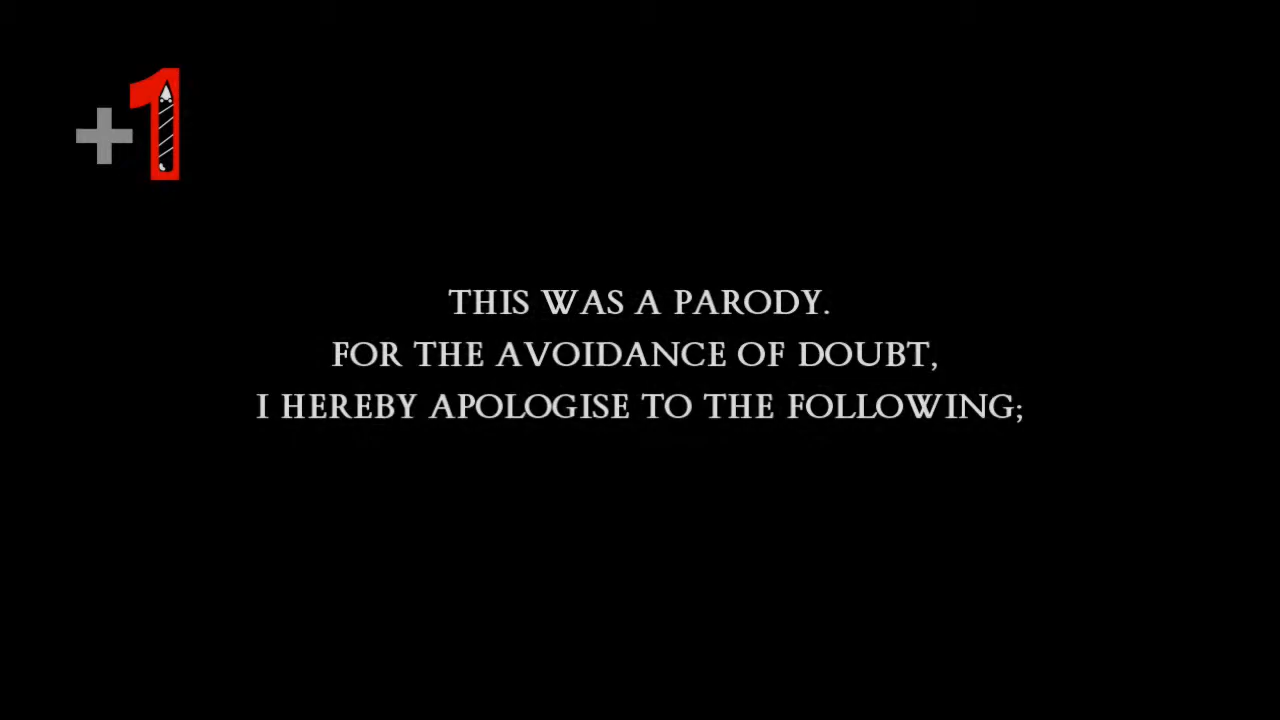 +1
THIS WAS A PARODY.
FOR THE AVOIDANCE OF DOUBT,
I HEREBY APOLOGISE TO THE FOLLOWING;